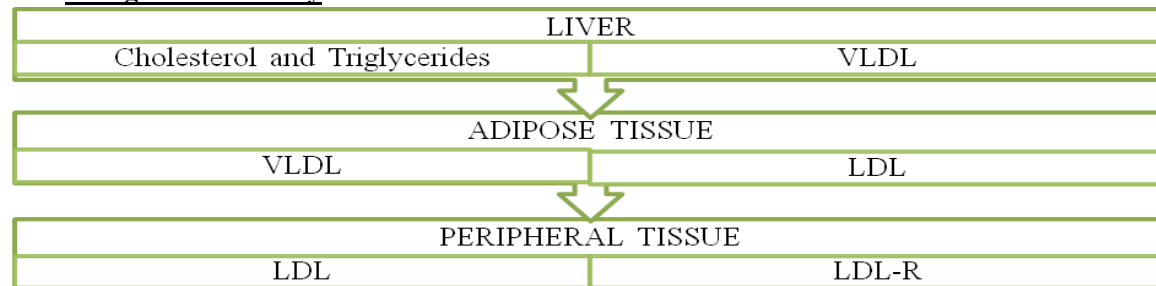 LIVER
Cholesterol and Triglycerides VLDL
ADIPOSE TISSUE
VLDL LDL
PERIPHERAL TISSUE
LDL LDL-R